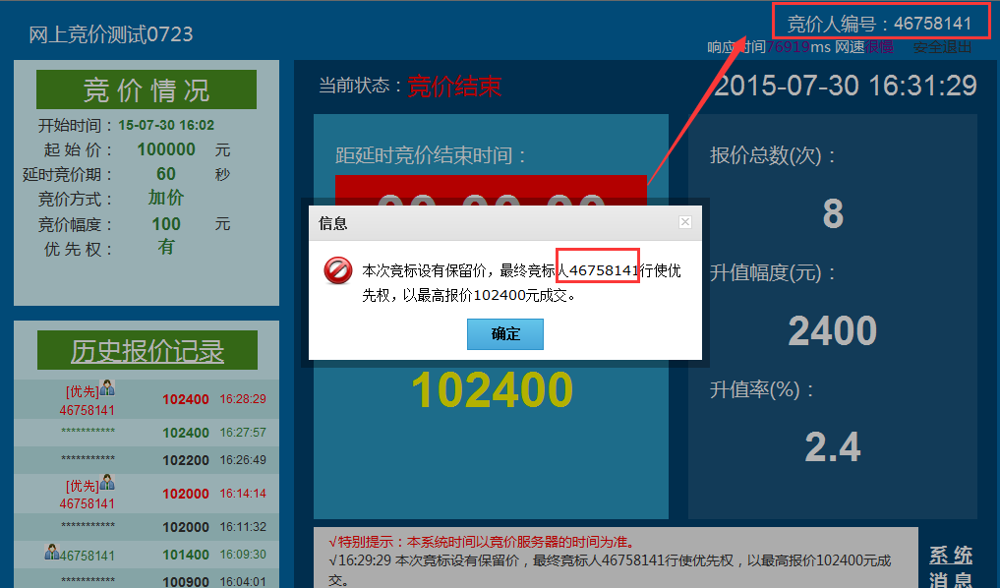 网上竞价测试0723
竞价人编号：46758141
响应时间76919ms 网速很慢 安全退出
竞价情况
开始时间：15-07-30 16:02
起始价：100000 元
延时竞价期：60 秒
竞价方式：加价
竞价幅度：100 元
优先权：有
当前状态：竞价结束
2015-07-30 16:31:29
距延时竞价结束时间：
102400
报价总数(次)：
8
升值幅度(元)：
2400
升值率(%)：
2.4
信息
本次竞标设有保留价，最终竞标人46758141行使优
先权，以最高报价102400元成交。
确定
历史报价记录
[优先]
46758141 102400 16:28:29
*********** 102400 16:27:57
*********** 102200 16:26:49
[优先]
46758141 102000 16:14:14
*********** 102000 16:11:32
46758141 101400 16:09:30
*********** 100900 16:04:01
√特别提示：本系统时间以竞价服务器的时间为准。
√16:29:29 本次竞标设有保留价，最终竞标人46758141行使优先权，以最高报价102400元成
交。
系统
消息